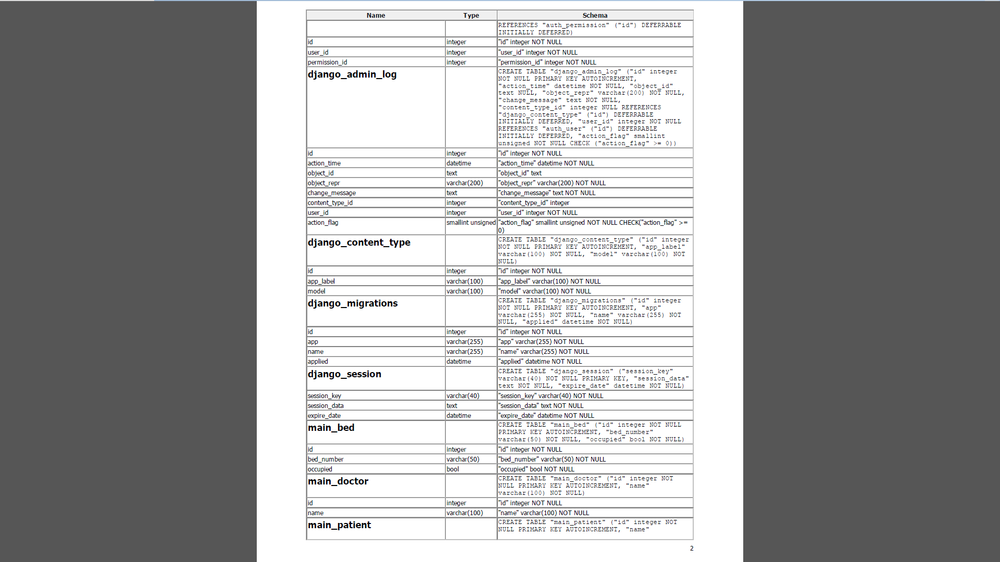 Name Type Schema
REFERENCES "auth_permission" ("id") DEFERRABLE
INITIALLY DEFERRED)
id integer "id" integer NOT NULL
user_id integer "user_id" integer NOT NULL
permission_id integer "permission_id" integer NOT NULL
django_admin_log CREATE TABLE "django_admin_log" ("id" integer
NOT NULL PRIMARY KEY AUTOINCREMENT,
"action_time" datetime NOT NULL, "object_id"
text NULL, "object_repr" varchar(200) NOT NULL,
"change_message" text NOT NULL,
"content_type_id" integer NULL REFERENCES
"django_content_type" ("id") DEFERRABLE
INITIALLY DEFERRED, "user_id" integer NOT NULL
REFERENCES "auth_user" ("id") DEFERRABLE
INITIALLY DEFERRED, "action_flag" smallint
unsigned NOT NULL CHECK ("action_flag" >= 0))
id integer "id" integer NOT NULL
action_time datetime "action_time" datetime NOT NULL
object_id text "object_id" text
object_repr varchar(200) "object_repr" varchar(200) NOT NULL
change_message text "change_message" text NOT NULL
content_type_id integer "content_type_id" integer
user_id integer "user_id" integer NOT NULL
action_flag smallint unsigned "action_flag" smallint unsigned NOT NULL CHECK("action_flag" >=
0)
django_content_type CREATE TABLE "django_content_type" ("id" integer
NOT NULL PRIMARY KEY AUTOINCREMENT, "app_label"
varchar(100) NOT NULL, "model" varchar(100) NOT
NULL)
id integer "id" integer NOT NULL
app_label varchar(100) "app_label" varchar(100) NOT NULL
model varchar(100) "model" varchar(100) NOT NULL
django_migrations CREATE TABLE "django_migrations" ("id" integer
NOT NULL PRIMARY KEY AUTOINCREMENT, "app"
varchar(255) NOT NULL, "name" varchar(255) NOT
NULL, "applied" datetime NOT NULL)
id integer "id" integer NOT NULL
app varchar(255) "app" varchar(255) NOT NULL
name varchar(255) "name" varchar(255) NOT NULL
applied datetime "applied" datetime NOT NULL
django_session CREATE TABLE "django_session" ("session_key"
varchar(40) NOT NULL PRIMARY KEY, "session_data"
text NOT NULL, "expire_date" datetime NOT NULL)
session_key varchar(40) "session_key" varchar(40) NOT NULL
session_data text "session_data" text NOT NULL
expire_date datetime "expire_date" datetime NOT NULL
main_bed CREATE TABLE "main_bed" ("id" integer NOT NULL
PRIMARY KEY AUTOINCREMENT, "bed_number"
varchar(50) NOT NULL, "occupied" bool NOT NULL)
id integer "id" integer NOT NULL
bed_number varchar(50) "bed_number" varchar(50) NOT NULL
occupied bool "occupied" bool NOT NULL
main_doctor CREATE TABLE "main_doctor" ("id" integer NOT
NULL PRIMARY KEY AUTOINCREMENT, "name"
varchar(100) NOT NULL)
id integer "id" integer NOT NULL
name varchar(100) "name" varchar(100) NOT NULL
main_patient CREATE TABLE "main_patient" ("id" integer NOT
NULL PRIMARY KEY AUTOINCREMENT, "name"
2